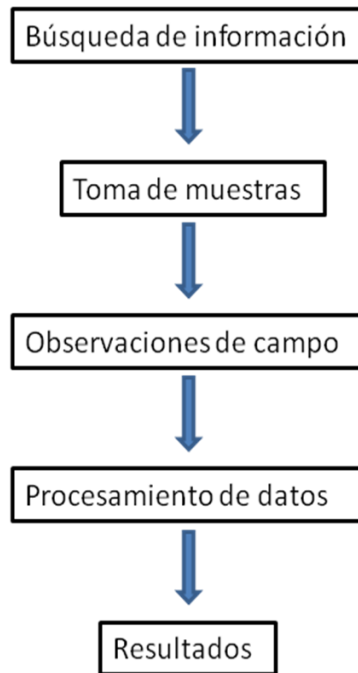 Búsqueda de información
Toma de muestras
Observaciones de campo
Procesamiento de datos
Resultados